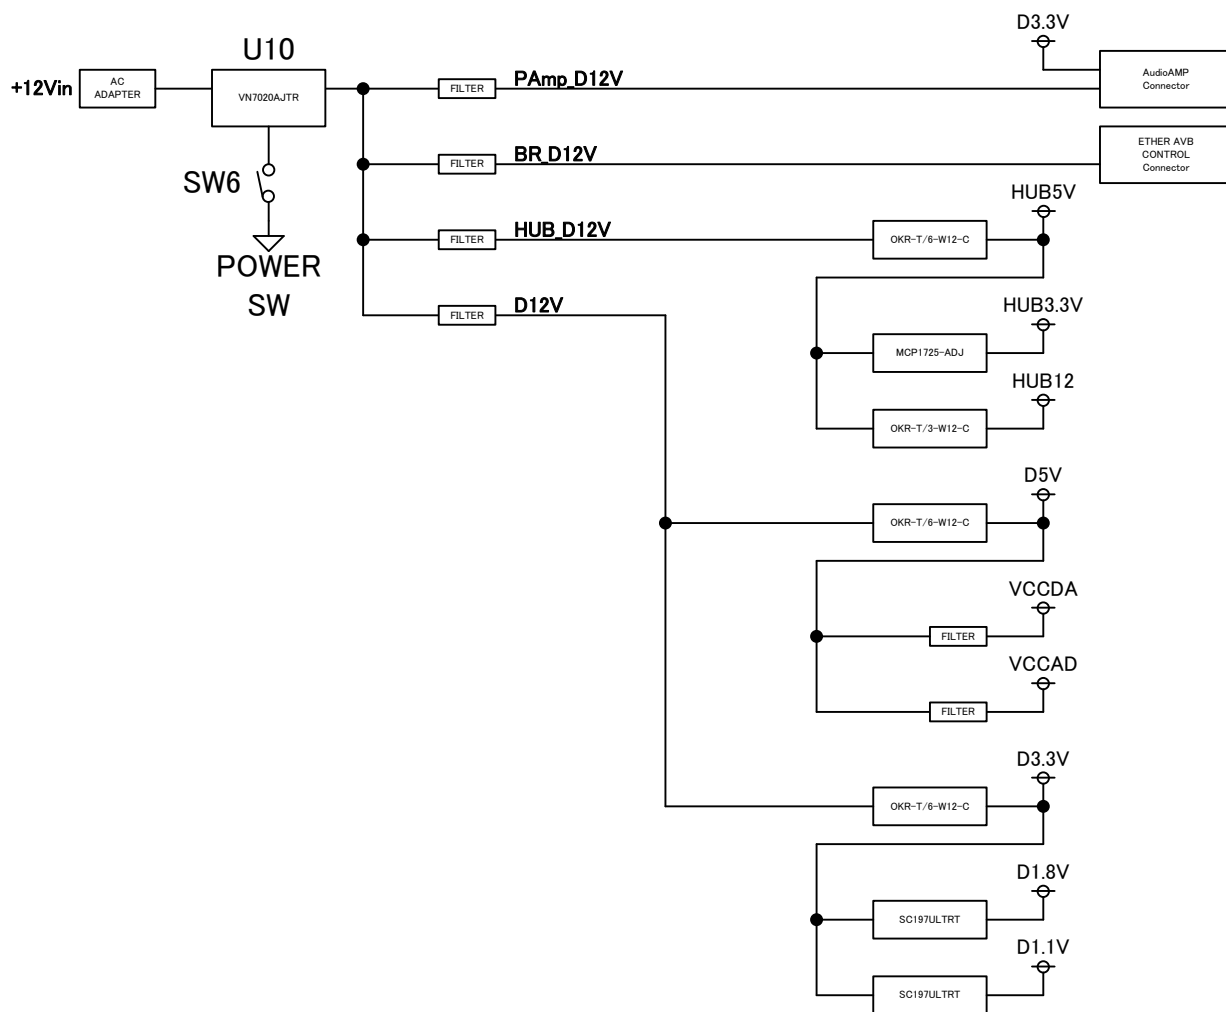 D3.3V
U10
+12Vin
AC
ADAPTER
VN7020AJTR
FILTER
PAmp_D12V
AudioAMP
Connector
FILTER
BR_D12V
ETHER AVB
CONTROL
Connector
SW6
POWER
SW
HUB5V
FILTER
HUB_D12V
OKR-T/6-W12-C
FILTER
D12V
HUB3.3V
MCP1725-ADJ
HUB12
OKR-T/3-W12-C
D5V
OKR-T/6-W12-C
VCCDA
FILTER
VCCAD
FILTER
D3.3V
OKR-T/6-W12-C
D1.8V
SC197ULTRT
D1.1V
SC197ULTRT